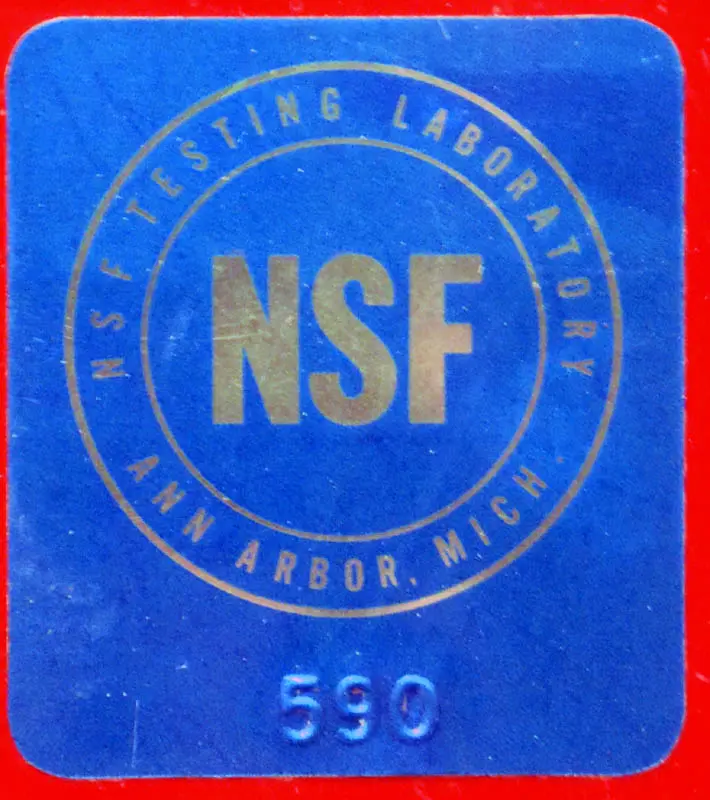 NSF TESTING LABORATORY
NSF
ANN ARBOR, MICH.
590